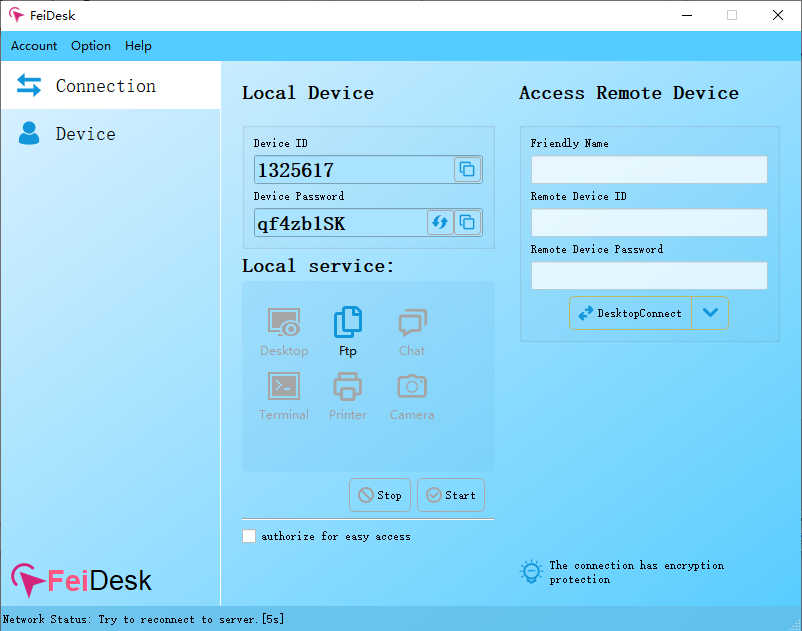 FeiDesk
Account Option Help
Connection
Device
Local Device
Device ID
1325617
Device Password
qf4zb1SK
Local service:
Desktop Ftp Chat
Terminal Printer Camera
Stop Start
authorize for easy access
Access Remote Device
Friendly Name
Remote Device ID
Remote Device Password
DesktopConnect
The connection has encryption
protection
FeiDesk
Network Status: Try to reconnect to server.[5s]